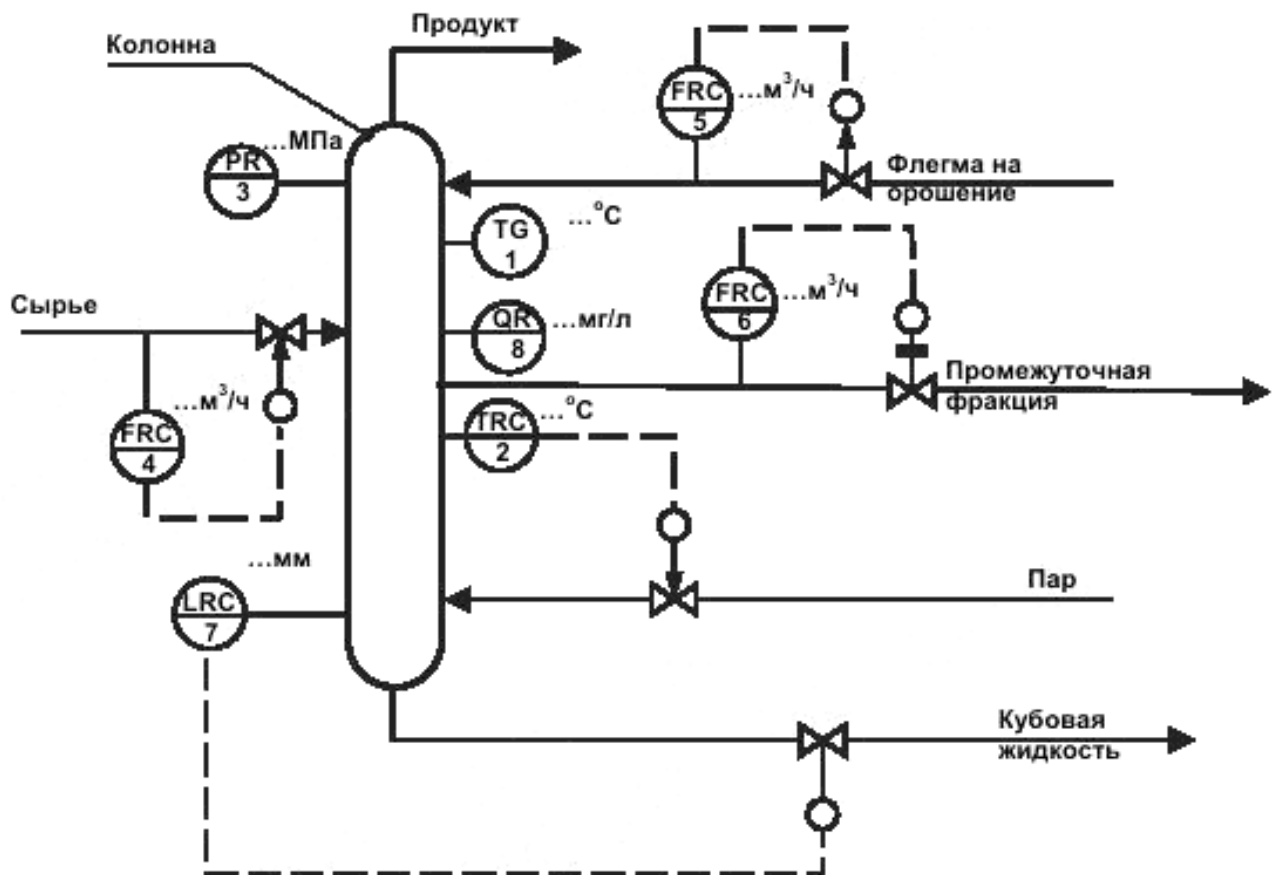 Продукт
Колонна
FRC
5
...м³/ч
...МПа
PR
3
Флегма на
орошение
...°С
TG
1
FRC
6
...м³/ч
Сырье
QR
8
...мг/л
Промежуточная
фракция
...м³/ч
FRC
4
...°С
TRC
2
...мм
LRC
7
Пар
Кубовая
жидкость